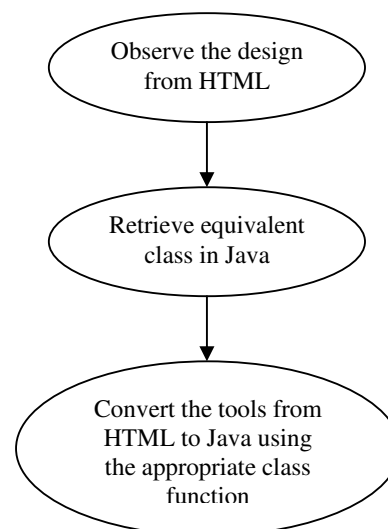 Observe the design
from HTML
Retrieve equivalent
class in Java
Convert the tools from
HTML to Java using
the appropriate class
function